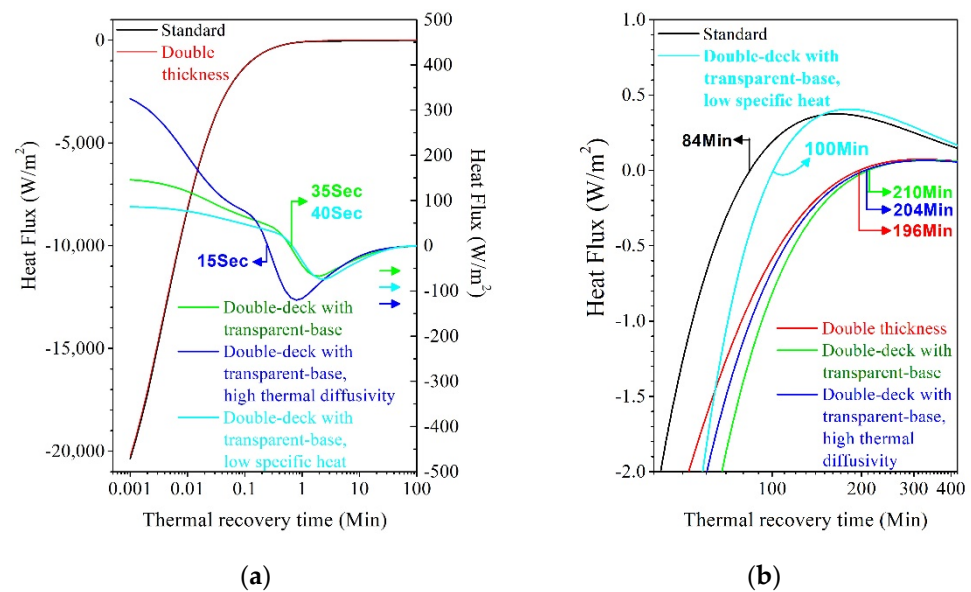 Standard
Double
thickness
0
-5,000
-10,000
-15,000
-20,000
Heat Flux (W/m²)
500
400
300
200
100
0
-100
-200
-300
-400
-500
Heat Flux (W/m²)
35Sec
40Sec
15Sec
Double-deck with
transparent-base
Double-deck with
transparent-base,
high thermal diffusivity
Double-deck with
transparent-base,
low specific heat
0.001
0.01
0.1
1
10
100
Thermal recovery time (Min)
(a)
1.0
0.5
0.0
-0.5
-1.0
-1.5
-2.0
Heat Flux (W/m²)
Standard
Double-deck with
transparent-base,
low specific heat
84Min
100Min
210Min
204Min
196Min
Double thickness
Double-deck with
transparent-base
Double-deck with
transparent-base,
high thermal
diffusivity
100
200
300
400
Thermal recovery time (Min)
(b)